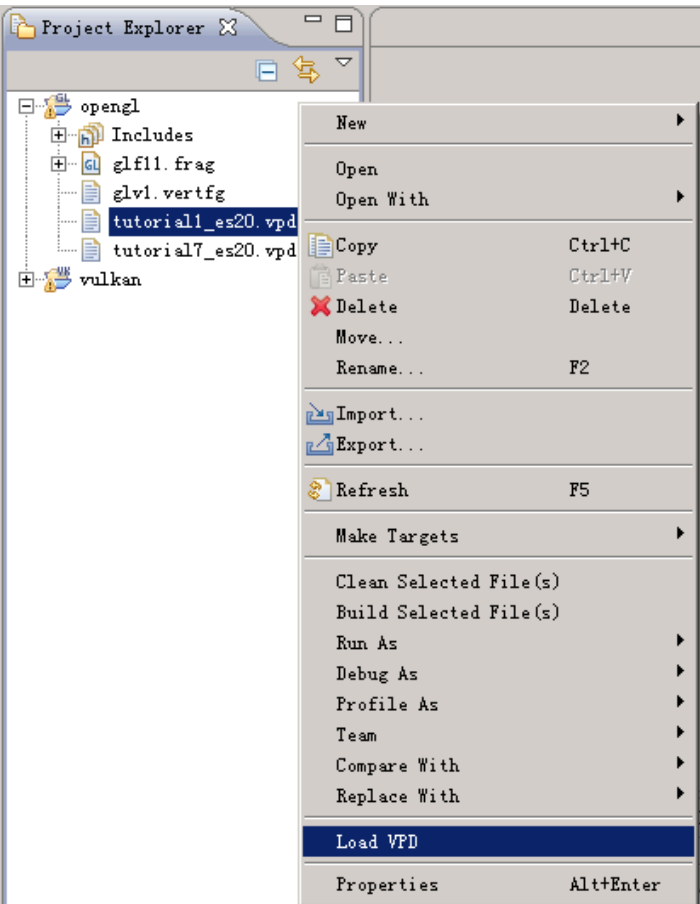 Project Explorer
opengl
Includes
glf11.frag
glv1.vertfg
tutorial1_es20.vpd
tutorial7_es20.vpd
vulkan
New
Open
Open With
Copy Ctrl+C
Paste Ctrl+V
Delete Delete
Move...
Rename... F2
Import...
Export...
Refresh F5
Make Targets
Clean Selected File(s)
Build Selected File(s)
Run As
Debug As
Profile As
Team
Compare With
Replace With
Load VPD
Properties Alt+Enter